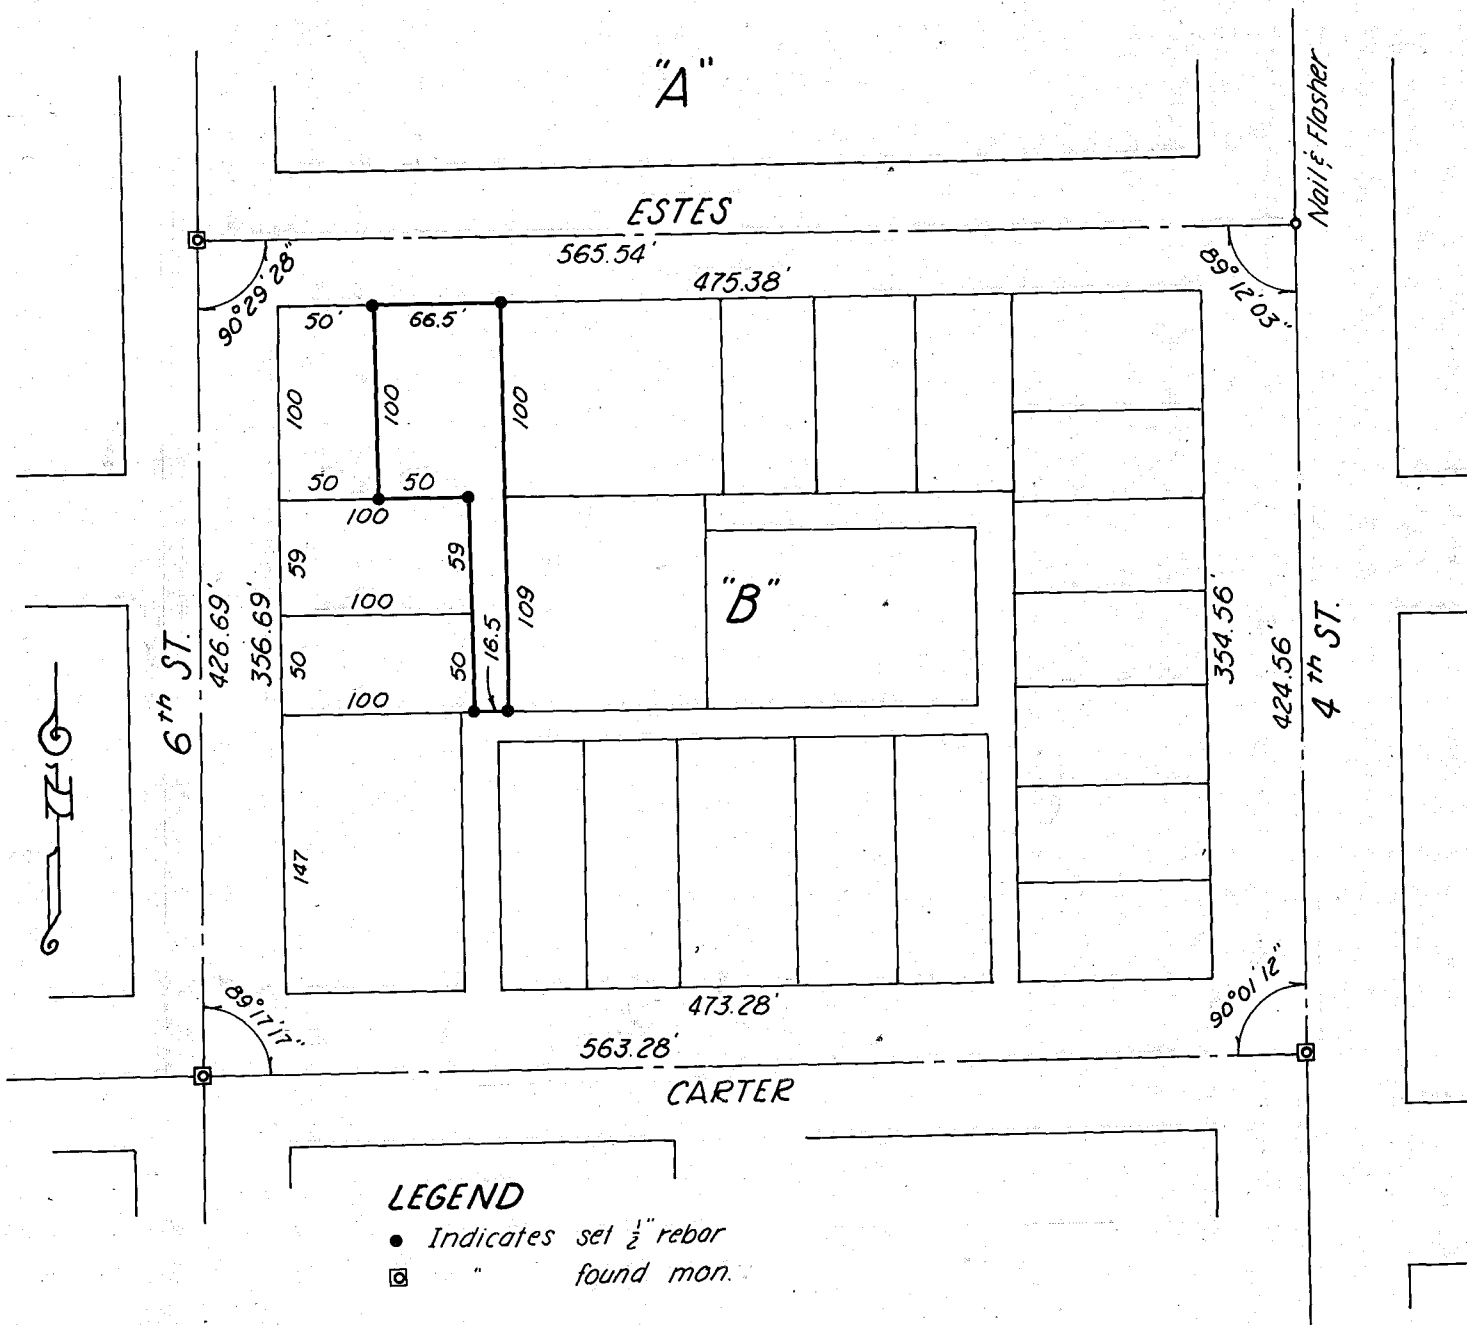 "A"
Nail & Flasher
ESTES
565.54'
475.38'
90°29'28"
89°12'03"
50'
66.5'
100
100
100
50
50
100
59
59
100
109
16.5
50
50
100
"B"
6th ST.
426.69'
356.69'
354.56'
424.56'
4th ST.
147
473.28'
89°17'17"
90°01'12"
563.28'
CARTER
LEGEND
Indicates set ½" rebar
" found mon.